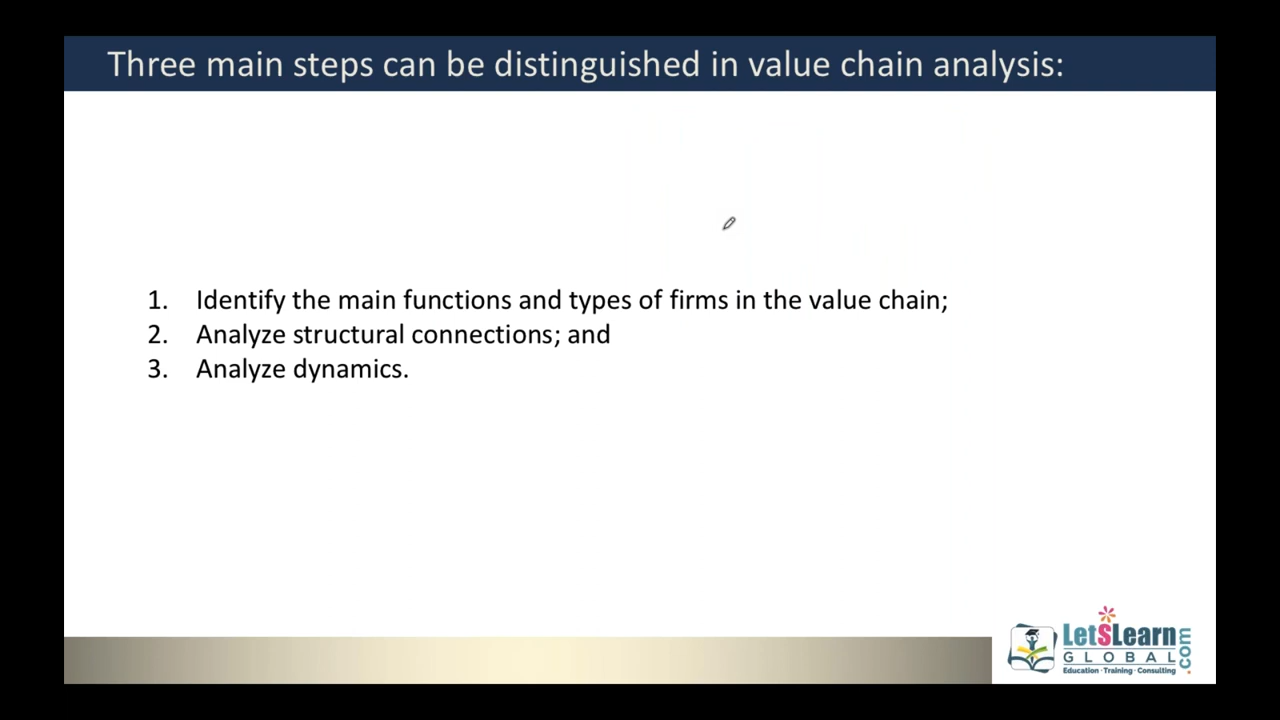 Three main steps can be distinguished in value chain analysis:
1. Identify the main functions and types of firms in the value chain;
2. Analyze structural connections; and
3. Analyze dynamics.
LetSLearn
GLOBAL
.com
Education · Training · Consulting